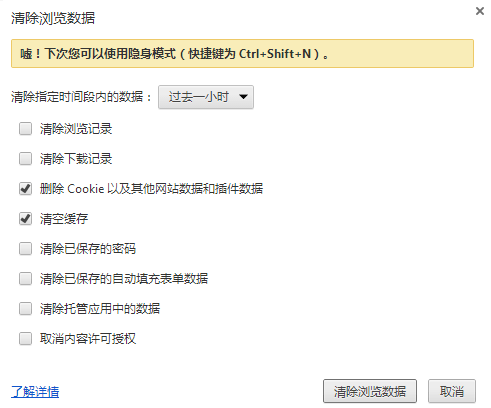 清除浏览数据
嘘！下次您可以使用隐身模式（快捷键为 Ctrl+Shift+N）。
清除指定时间段内的数据： 过去一小时
清除浏览记录
清除下载记录
删除 Cookie 以及其他网站数据和插件数据
清空缓存
清除已保存的密码
清除已保存的自动填充表单数据
清除托管应用中的数据
取消内容许可授权
了解详情 清除浏览数据 取消